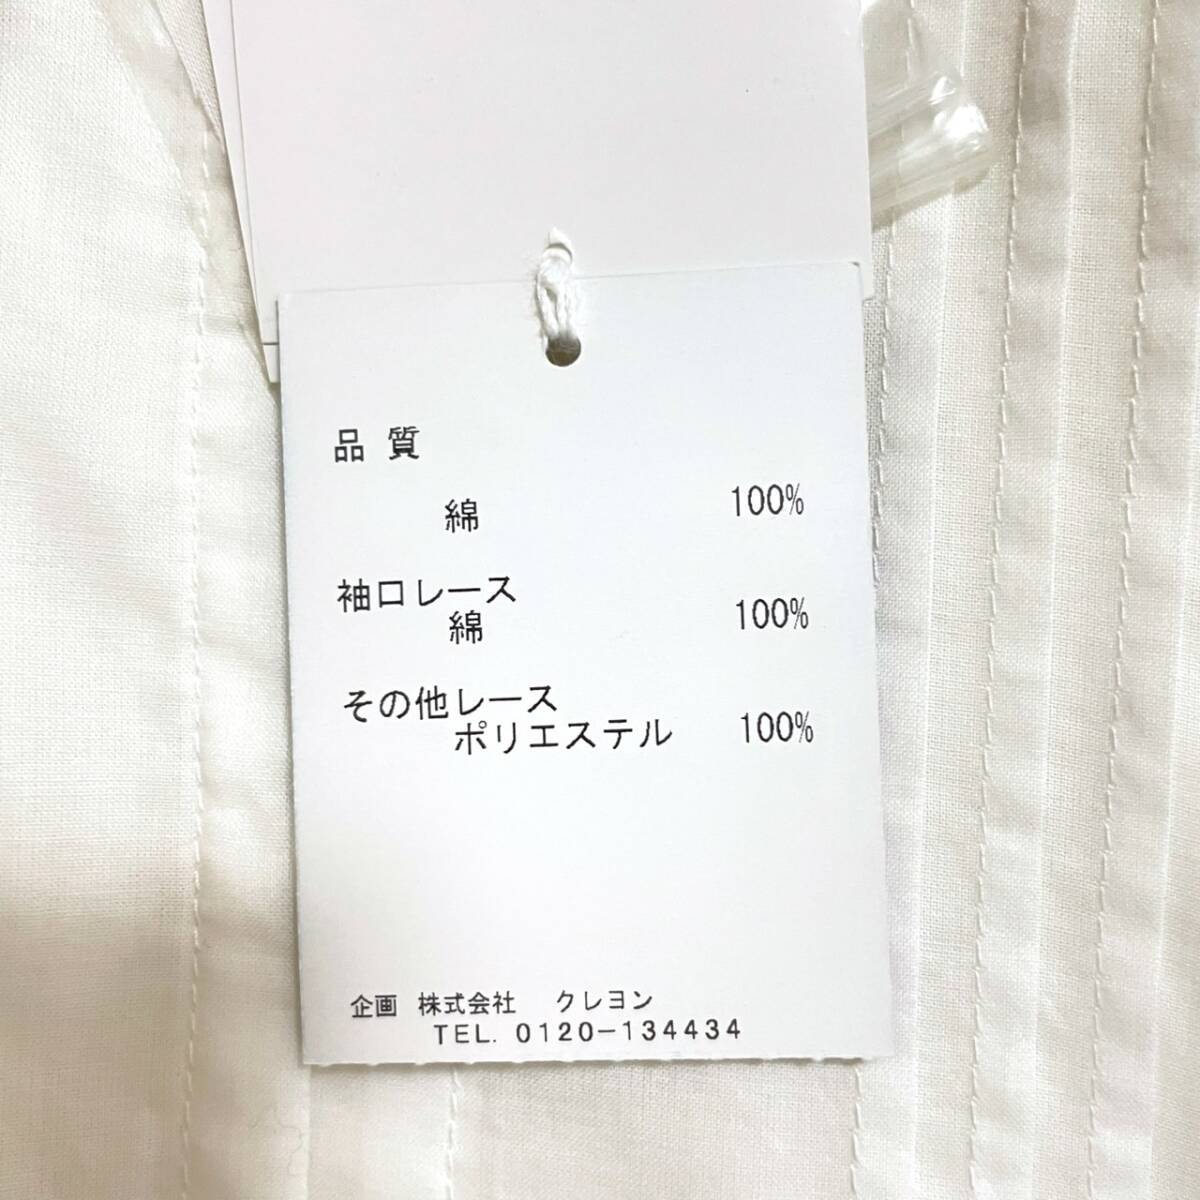 品質
綿 100%
袖口レース
綿 100%
その他レース
ポリエステル 100%
企画 株式会社 クレヨン
TEL. 0120-134434